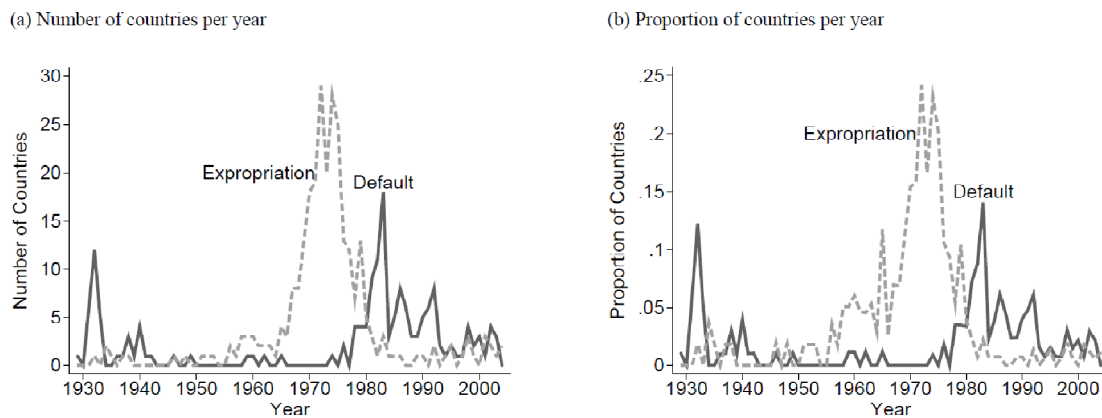 (a) Number of countries per year
30
25
20
15
10
5
0
Number of Countries
Expropriation
Default
1930 1940 1950 1960 1970 1980 1990 2000
Year
(b) Proportion of countries per year
.25
.2
.15
.1
.05
0
Proportion of Countries
Expropriation
Default
1930 1940 1950 1960 1970 1980 1990 2000
Year